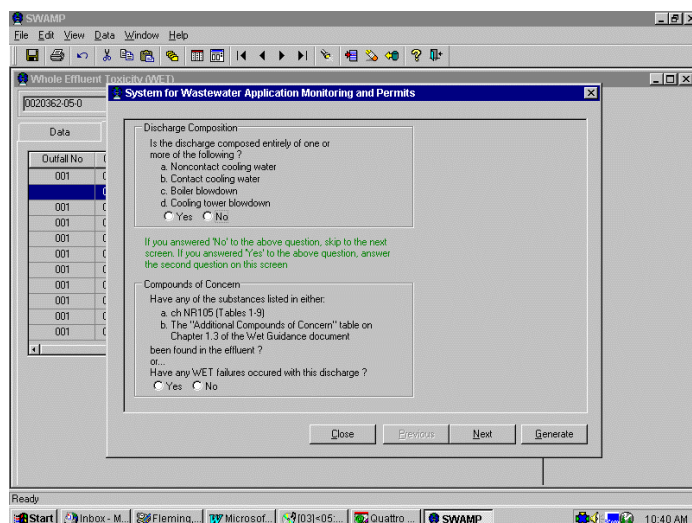 SWAMP
File Edit View Data Window Help
Whole Effluent Toxicity (WET)
System for Wastewater Application Monitoring and Permits
0020362-05-0
Data
Outfall No
001
001
001
001
001
001
001
001
001
Discharge Composition
Is the discharge composed entirely of one or
more of the following ?
a. Noncontact cooling water
b. Contact cooling water
c. Boiler blowdown
d. Cooling tower blowdown
Yes No
If you answered 'No' to the above question, skip to the next
screen. If you answered 'Yes' to the above question, answer
the second question on this screen
Compounds of Concern
Have any of the substances listed in either:
a. ch NR105 (Tables 1-9)
b. The "Additional Compounds of Concern" table on
Chapter 1.3 of the Wet Guidance document
been found in the effluent ?
or...
Have any WET failures occured with this discharge ?
Yes No
Close Previous Next Generate
Ready
Start Inbox - M... Fleming,... Microsof... [03]<05:... Quattro ... SWAMP 10:40 AM